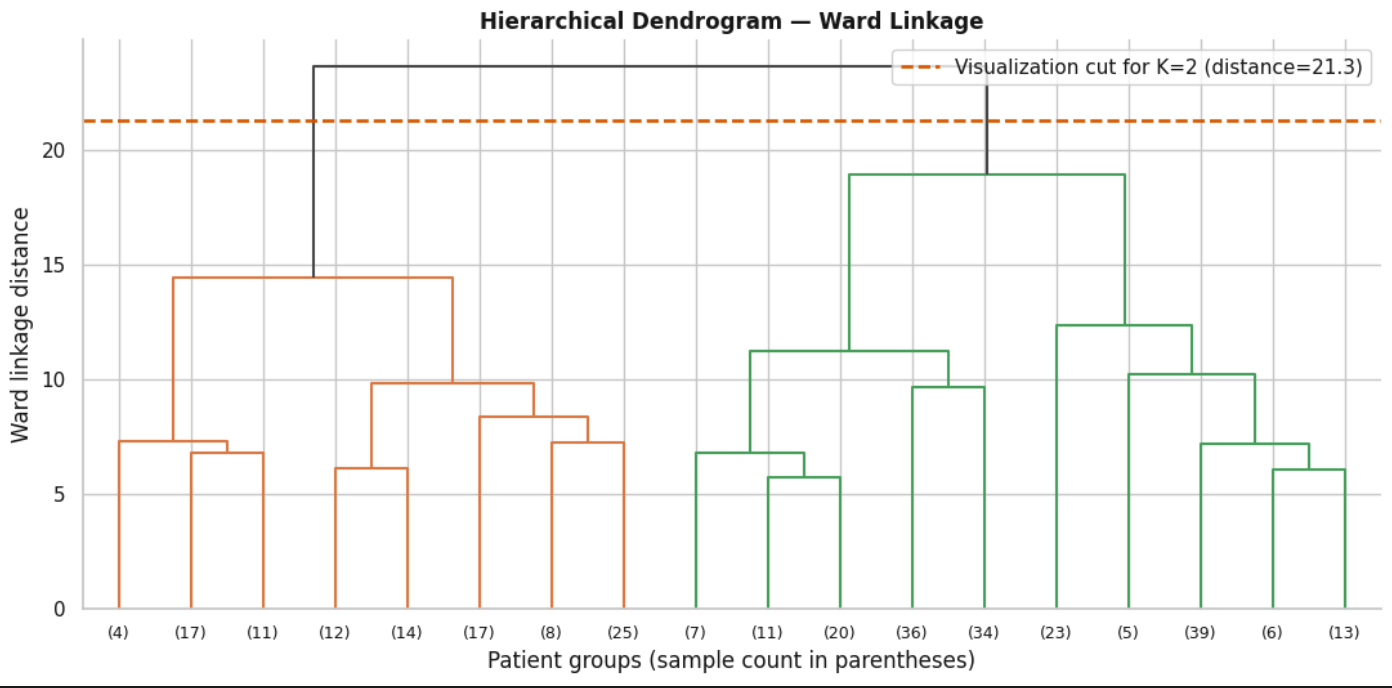 Hierarchical Dendrogram — Ward Linkage
Visualization cut for K=2 (distance=21.3)
Ward linkage distance
20
15
10
5
0
(4) (17) (11) (12) (14) (17) (8) (25) (7) (11) (20) (36) (34) (23) (5) (39) (6) (13)
Patient groups (sample count in parentheses)